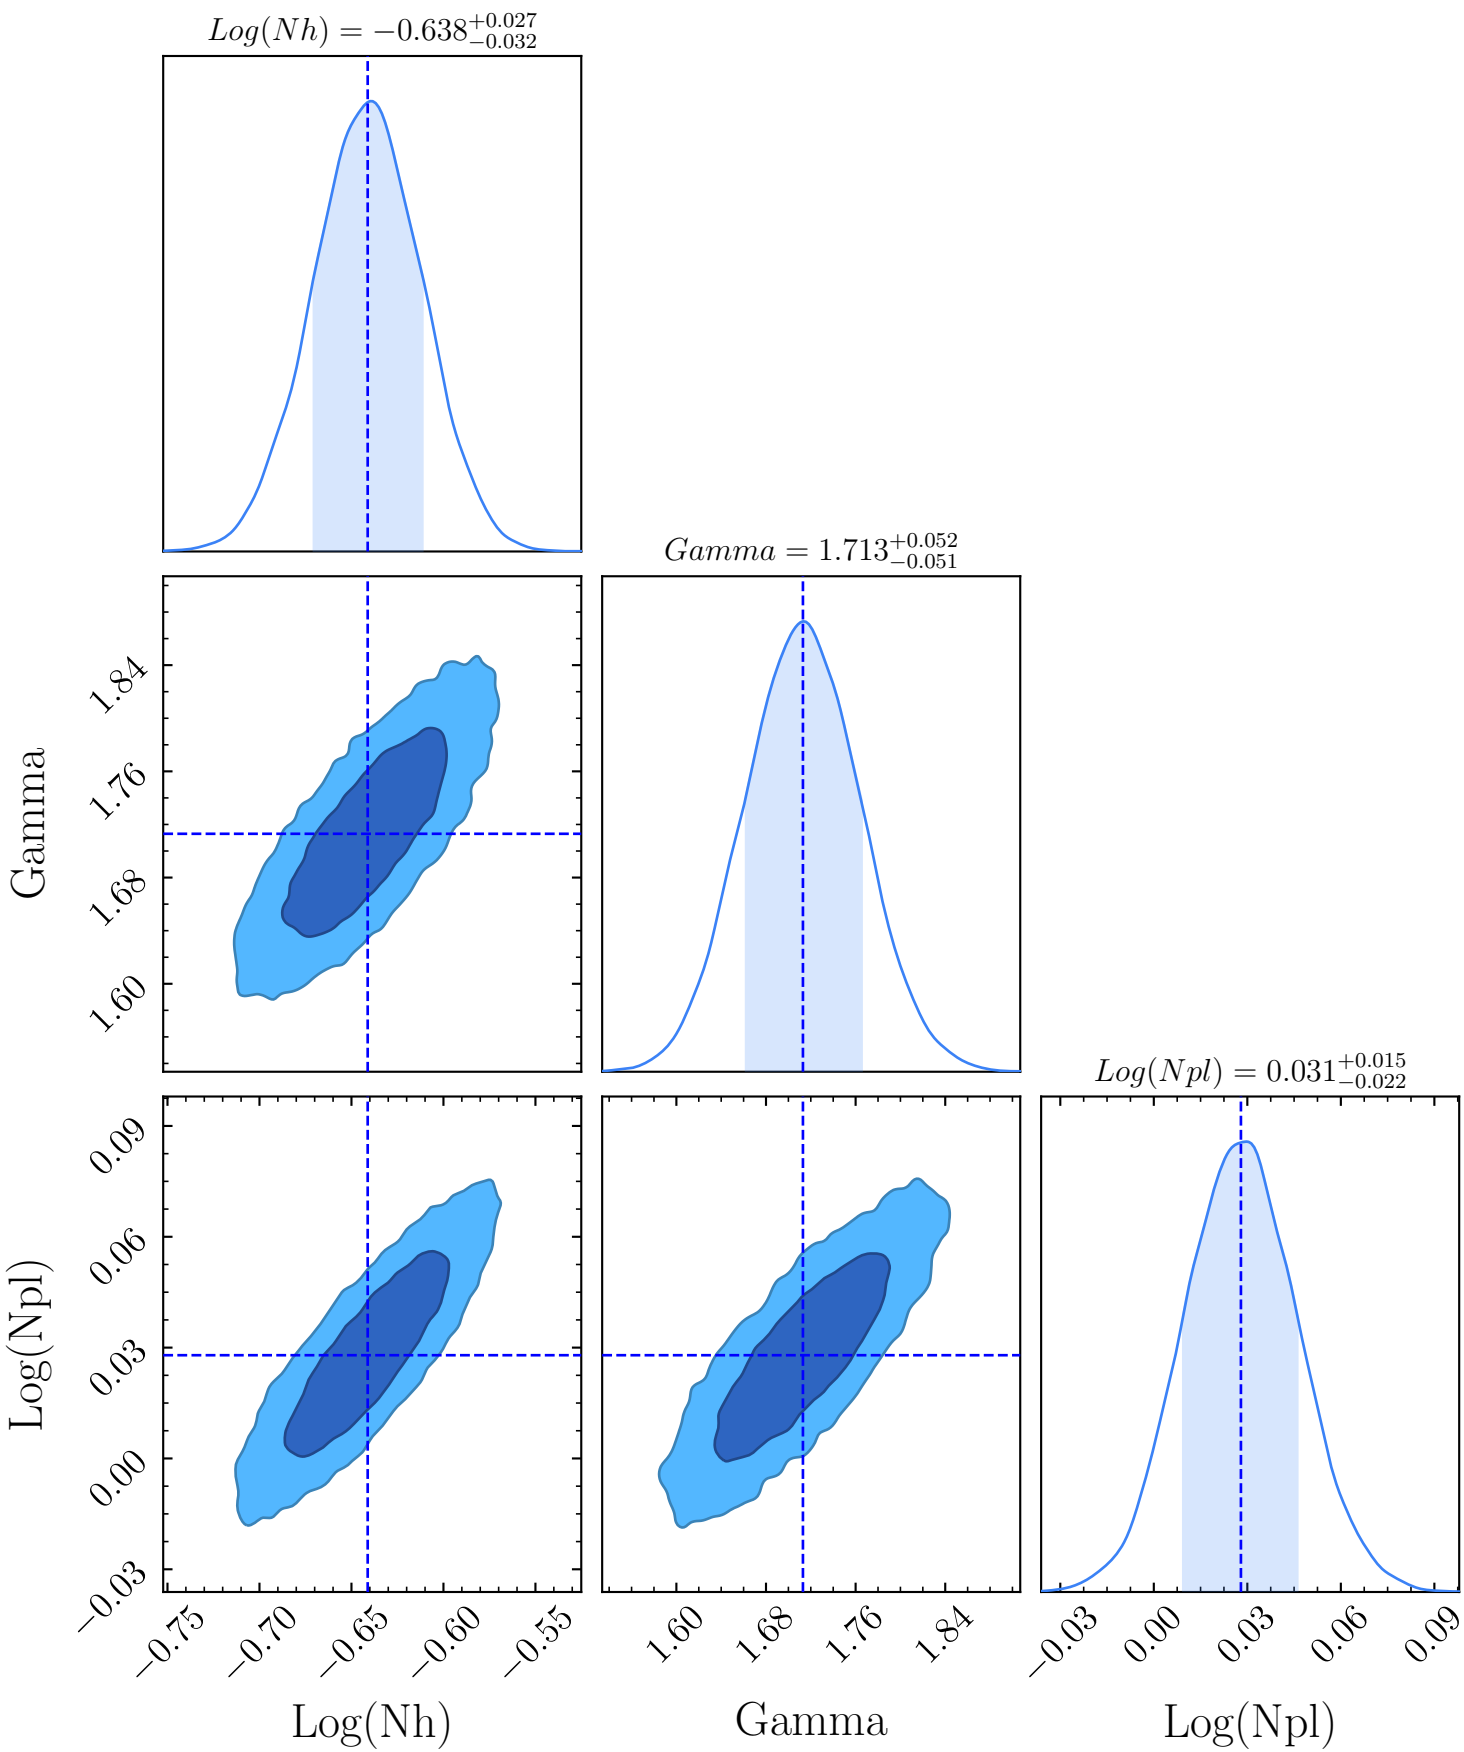 Log(Nh) = −0.638+0.027−0.032
Gamma = 1.713+0.052−0.051
1.84
1.76
1.68
1.60
Gamma
Log(Npl) = 0.031+0.015−0.022
0.09
0.06
0.03
0.00
−0.03
Log(Npl)
−0.75 −0.70 −0.65 −0.60 −0.55
1.60 1.68 1.76 1.84
−0.03 0.00 0.03 0.06 0.09
Log(Nh) Gamma Log(Npl)